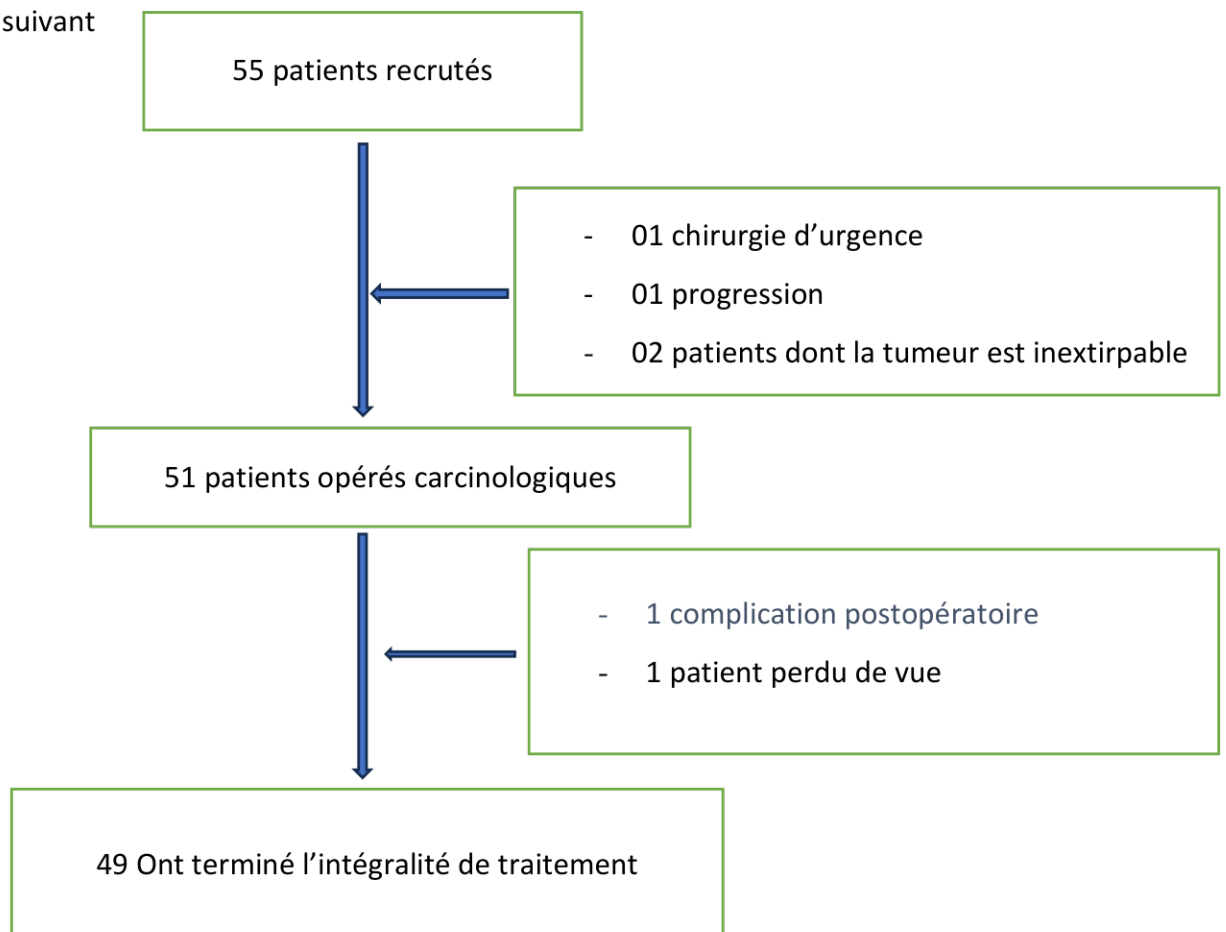 suivant
55 patients recrutés
- 01 chirurgie d’urgence
- 01 progression
- 02 patients dont la tumeur est inextirpable
51 patients opérés carcinologiques
- 1 complication postopératoire
- 1 patient perdu de vue
49 Ont terminé l’intégralité de traitement